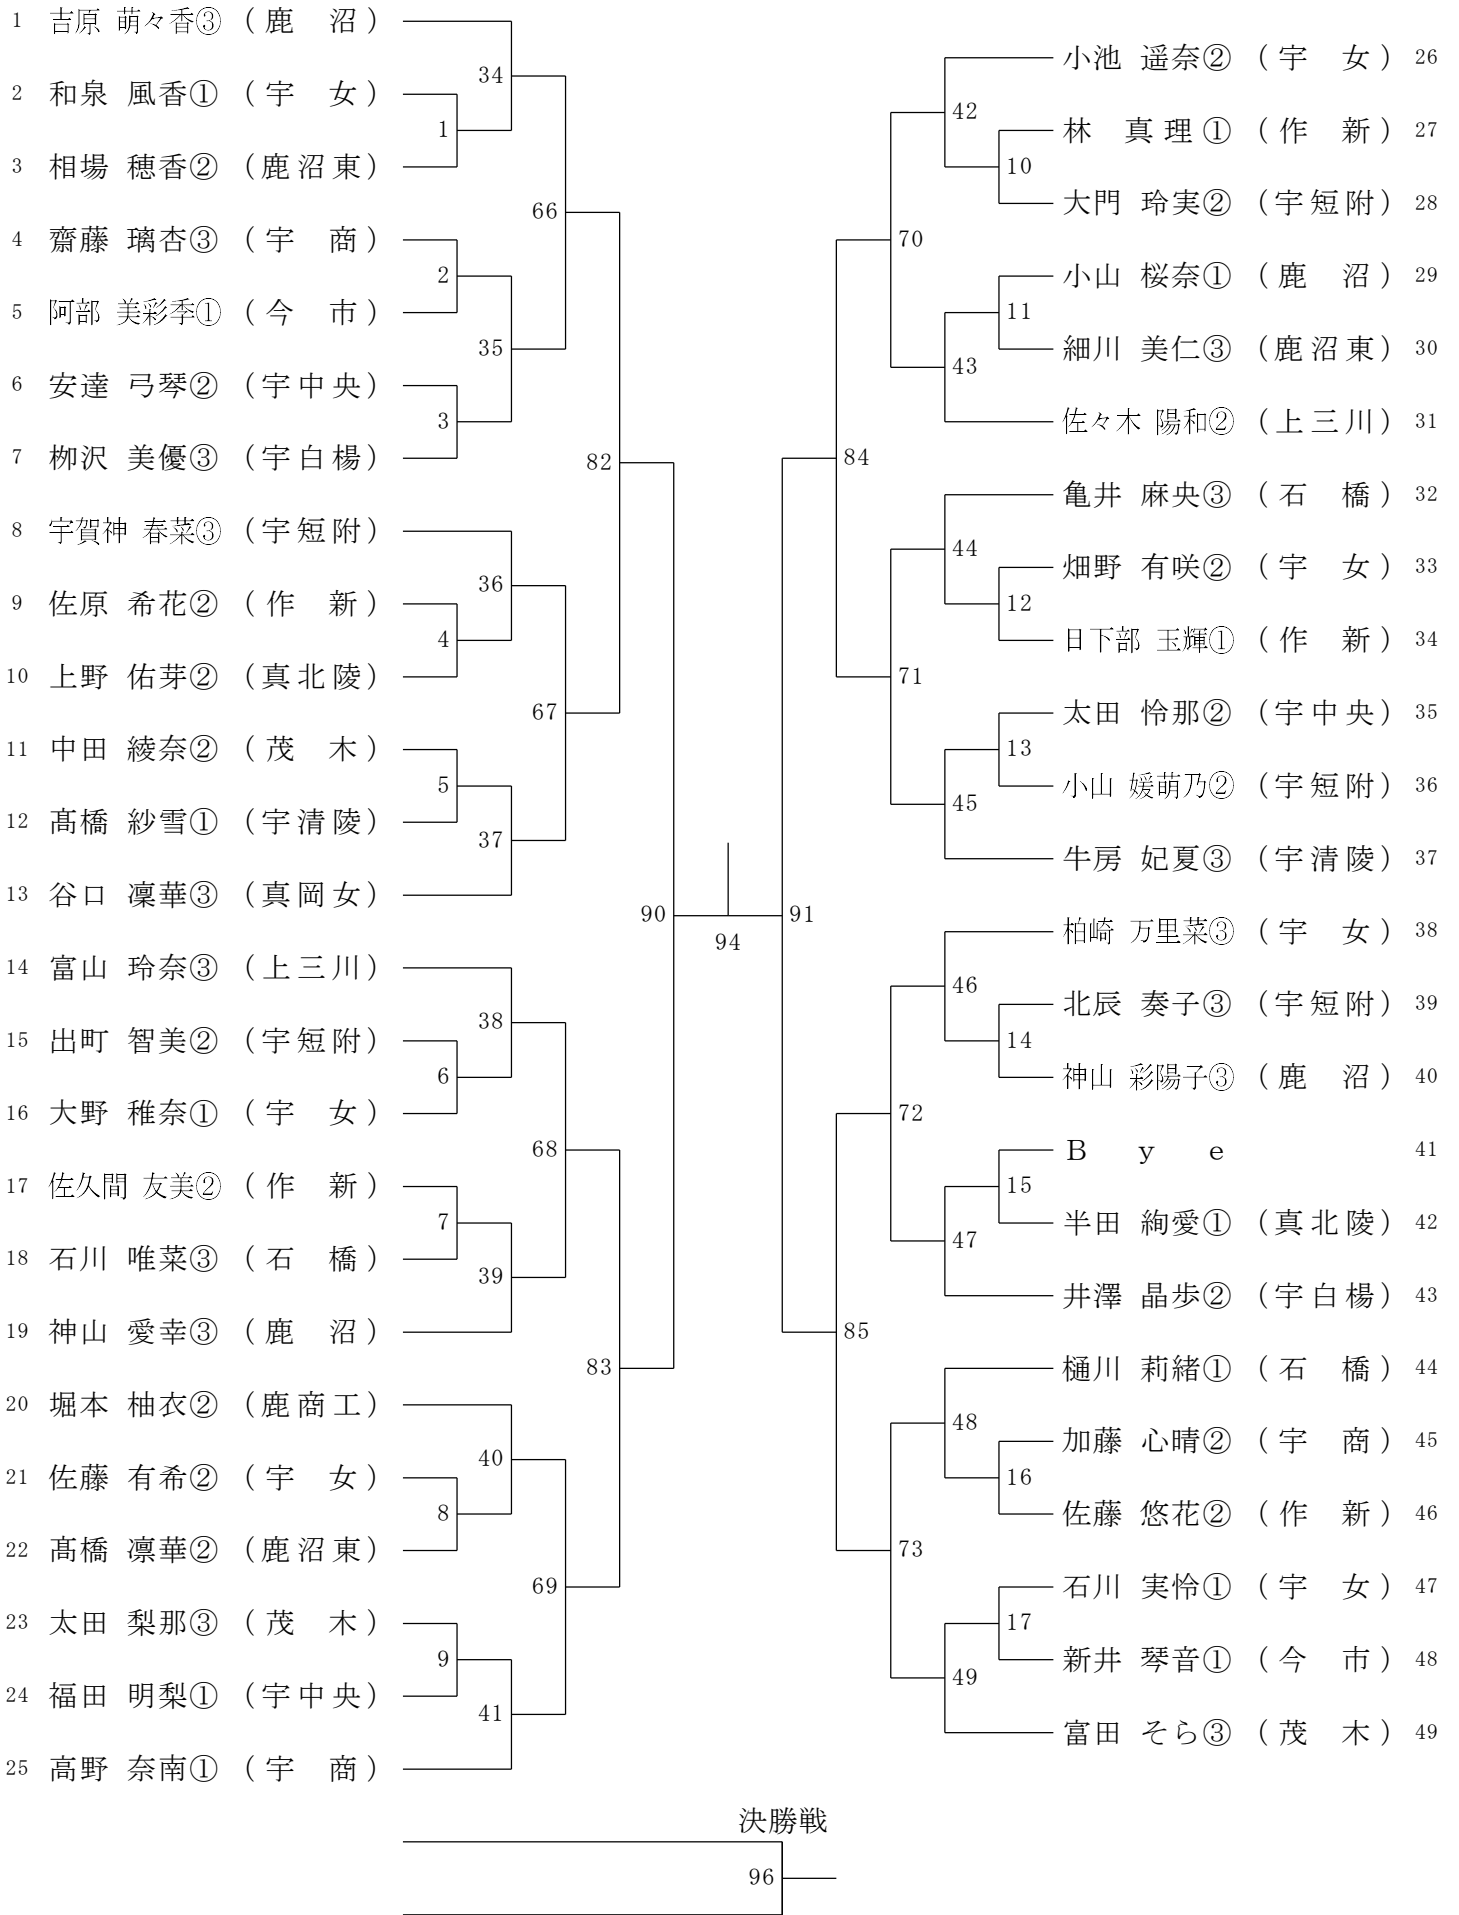 1 吉原 萌々香③ (鹿　沼)
34
2 和泉 風香① (宇　女)
1
3 相場 穂香② (鹿沼東)
66
4 齋藤 璃杏③ (宇　商)
2
5 阿部 美彩季① (今　市)
35
6 安達 弓琴② (宇中央)
3
7 栁沢 美優③ (宇白楊)
82
8 宇賀神 春菜③ (宇短附)
36
9 佐原 希花② (作　新)
4
10 上野 佑芽② (真北陵)
67
11 中田 綾奈② (茂　木)
5
12 髙橋 紗雪① (宇清陵)
37
13 谷口 凜華③ (真岡女)
90
94
14 富山 玲奈③ (上三川)
38
15 出町 智美② (宇短附)
6
16 大野 稚奈① (宇　女)
68
17 佐久間 友美② (作　新)
7
18 石川 唯菜③ (石　橋)
39
19 神山 愛幸③ (鹿　沼)
83
20 堀本 柚衣② (鹿商工)
40
21 佐藤 有希② (宇　女)
8
22 髙橋 凛華② (鹿沼東)
69
23 太田 梨那③ (茂　木)
9
24 福田 明梨① (宇中央)
41
25 高野 奈南① (宇　商)
小池 遥奈② (宇　女) 26
42
林　真理① (作　新) 27
10
大門 玲実② (宇短附) 28
70
小山 桜奈① (鹿　沼) 29
11
細川 美仁③ (鹿沼東) 30
43
佐々木 陽和② (上三川) 31
84
亀井 麻央③ (石　橋) 32
44
畑野 有咲② (宇　女) 33
12
日下部 玉輝① (作　新) 34
71
太田 怜那② (宇中央) 35
13
小山 媛萌乃② (宇短附) 36
45
牛房 妃夏③ (宇清陵) 37
91
柏崎 万里菜③ (宇　女) 38
46
北辰 奏子③ (宇短附) 39
14
神山 彩陽子③ (鹿　沼) 40
72
Ｂ　ｙ　ｅ 41
15
半田 絢愛① (真北陵) 42
47
井澤 晶歩② (宇白楊) 43
85
樋川 莉緒① (石　橋) 44
48
加藤 心晴② (宇　商) 45
16
佐藤 悠花② (作　新) 46
73
石川 実怜① (宇　女) 47
17
新井 琴音① (今　市) 48
49
富田 そら③ (茂　木) 49
決勝戦
96